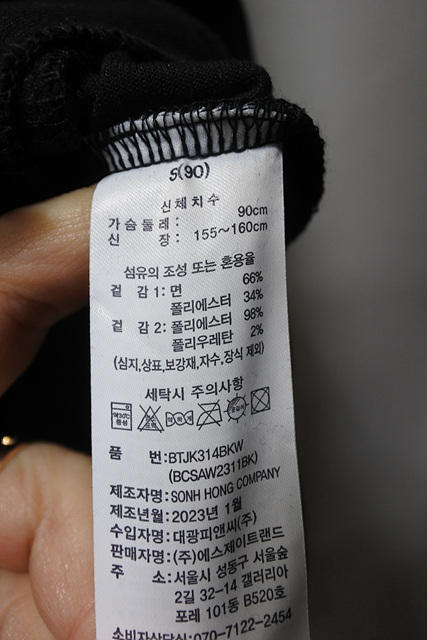 S(90)
신체치수
가슴둘레: 90cm
신장: 155~160cm
섬유의 조성 또는 혼용율
겉감1:면 66%
폴리에스터 34%
겉감2:폴리에스터 98%
폴리우레탄 2%
(심지,상표,보강재,자수,장식 제외)
세탁시 주의사항
품번:BTJK314BKW
(BCSAW2311BK)
제조자명:SONH HONG COMPANY
제조년월:2023년 1월
수입자명:대광피앤씨(주)
판매자명:(주)에스제이트랜드
주소:서울시 성동구 서울숲
2길 32-14 갤러리아
포레 101동 B520호
소비자상담실:070-7122-2454